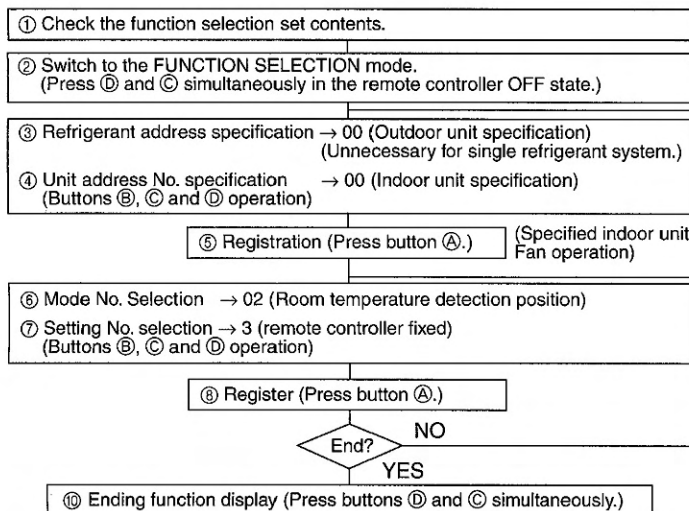 ① Check the function selection set contents.
② Switch to the FUNCTION SELECTION mode.
(Press Ⓓ and Ⓒ simultaneously in the remote controller OFF state.)
③ Refrigerant address specification → 00 (Outdoor unit specification)
(Unnecessary for single refrigerant system.)
④ Unit address No. specification → 00 (Indoor unit specification)
(Buttons Ⓑ, Ⓒ and Ⓓ operation)
⑤ Registration (Press button Ⓐ.)
(Specified indoor unit
Fan operation)
⑥ Mode No. Selection → 02 (Room temperature detection position)
⑦ Setting No. selection → 3 (remote controller fixed)
(Buttons Ⓑ, Ⓒ and Ⓓ operation)
⑧ Register (Press button Ⓐ.)
End?
NO
YES
⑩ Ending function display (Press buttons Ⓓ and Ⓒ simultaneously.)